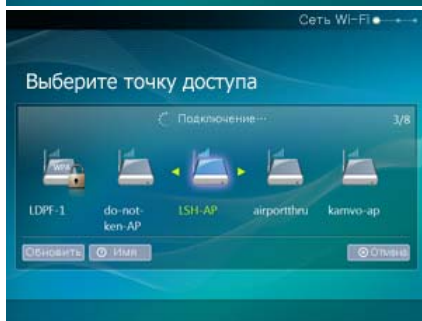 Сеть Wi-Fi
Выберите точку доступа
Подключение...
3/8
WPA
LDPF-1
do-not-ken-AP
LSH-AP
airportthru
kamvo-ap
Обновить
Имя
Отмена